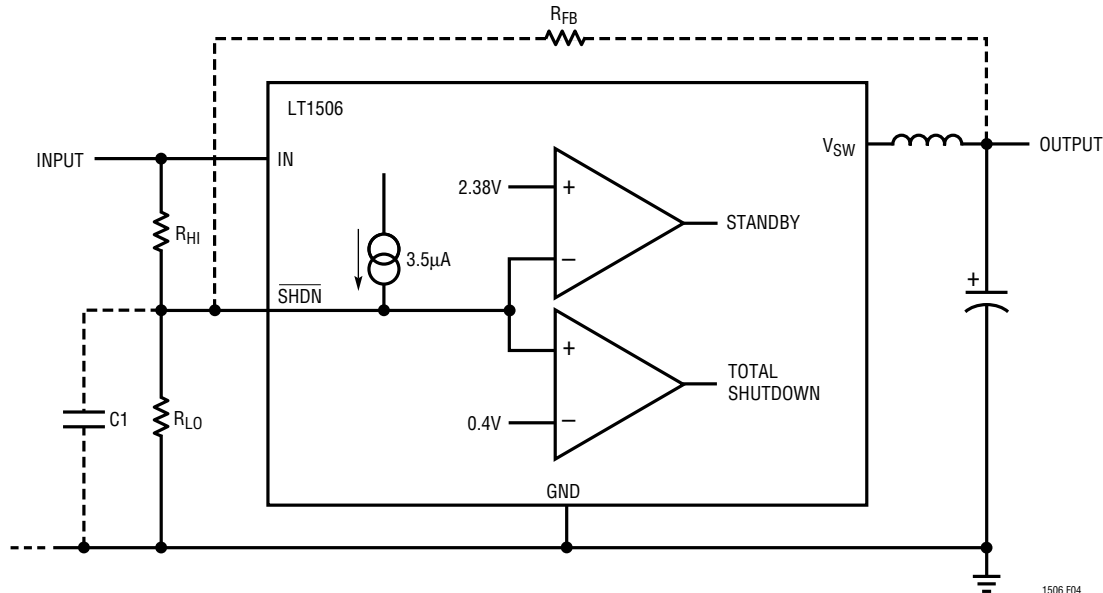 RFB
LT1506
INPUT
IN
VSW
OUTPUT
2.38V
+
STANDBY
RHI
3.5µA
–
+
SHDN
+
TOTAL
SHUTDOWN
C1
RLO
0.4V
–
GND
1506 F04